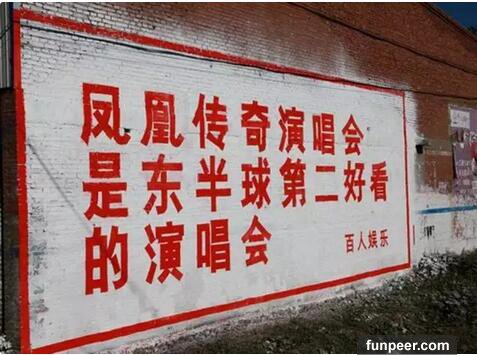 凤凰传奇演唱会
是东半球第二好看
的演唱会
百人娱乐
funpeer.com